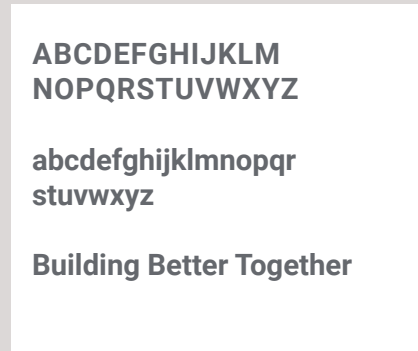 ABCDEFGHIJKLM
NOPQRSTUVWXYZ
abcdefghijklmnopqr
stuvwxyz
Building Better Together